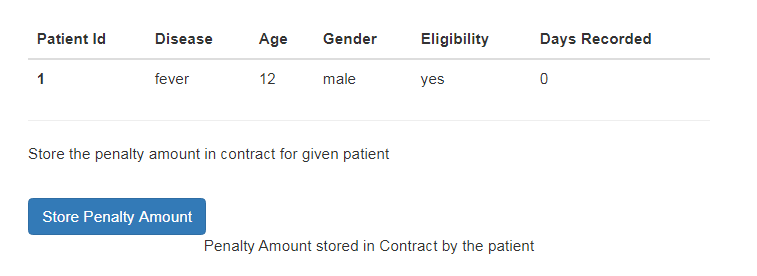 Patient Id Disease Age Gender Eligibility Days Recorded
1 fever 12 male yes 0
Store the penalty amount in contract for given patient
Store Penalty Amount
Penalty Amount stored in Contract by the patient